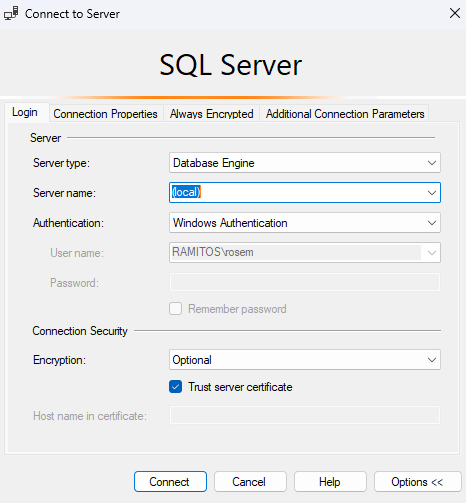 Connect to Server
SQL Server
Login Connection Properties Always Encrypted Additional Connection Parameters
Server
Server type: Database Engine
Server name: (local)
Authentication: Windows Authentication
User name: RAMITOS\rosem
Password:
Remember password
Connection Security
Encryption: Optional
Trust server certificate
Host name in certificate:
Connect Cancel Help Options <<